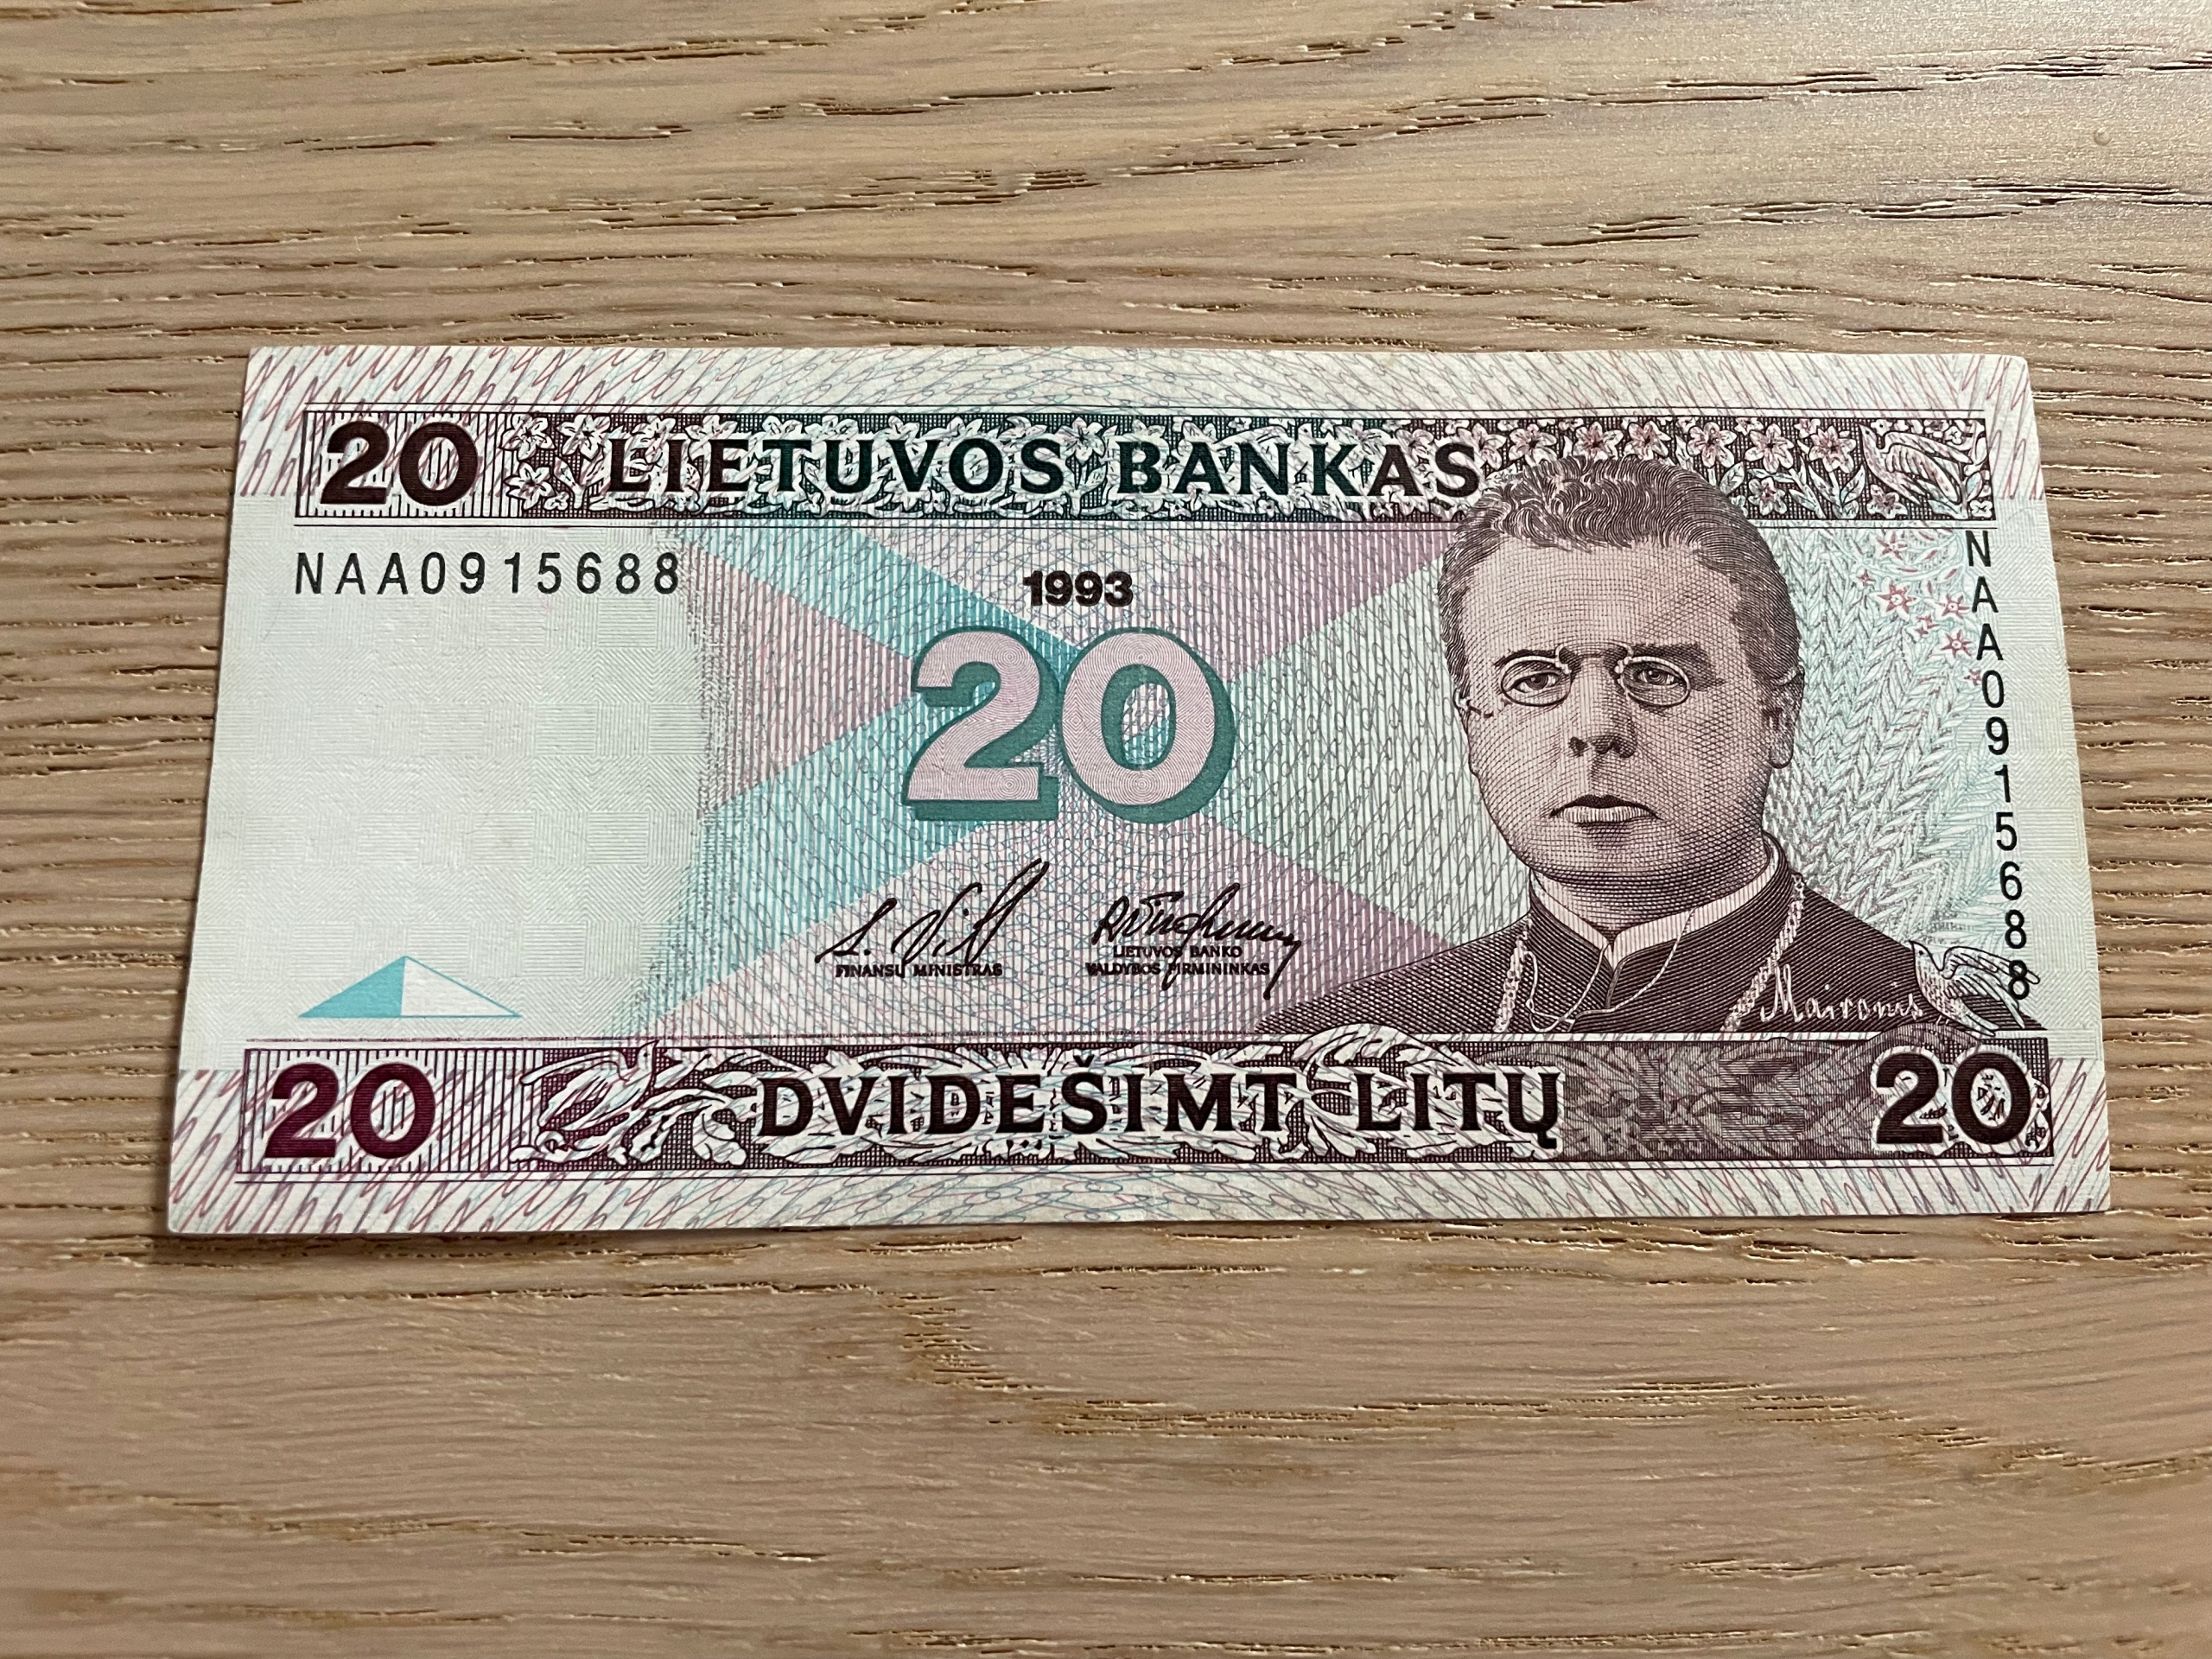 20 LIETUVOS BANKAS
NAA0915688
1993
NAA0915688
20
FINANSŲ MINISTRAS
LIETUVOS BANKO
VALDYBOS PIRMININKAS
Maironis
20 DVIDEŠIMT LITŲ 20